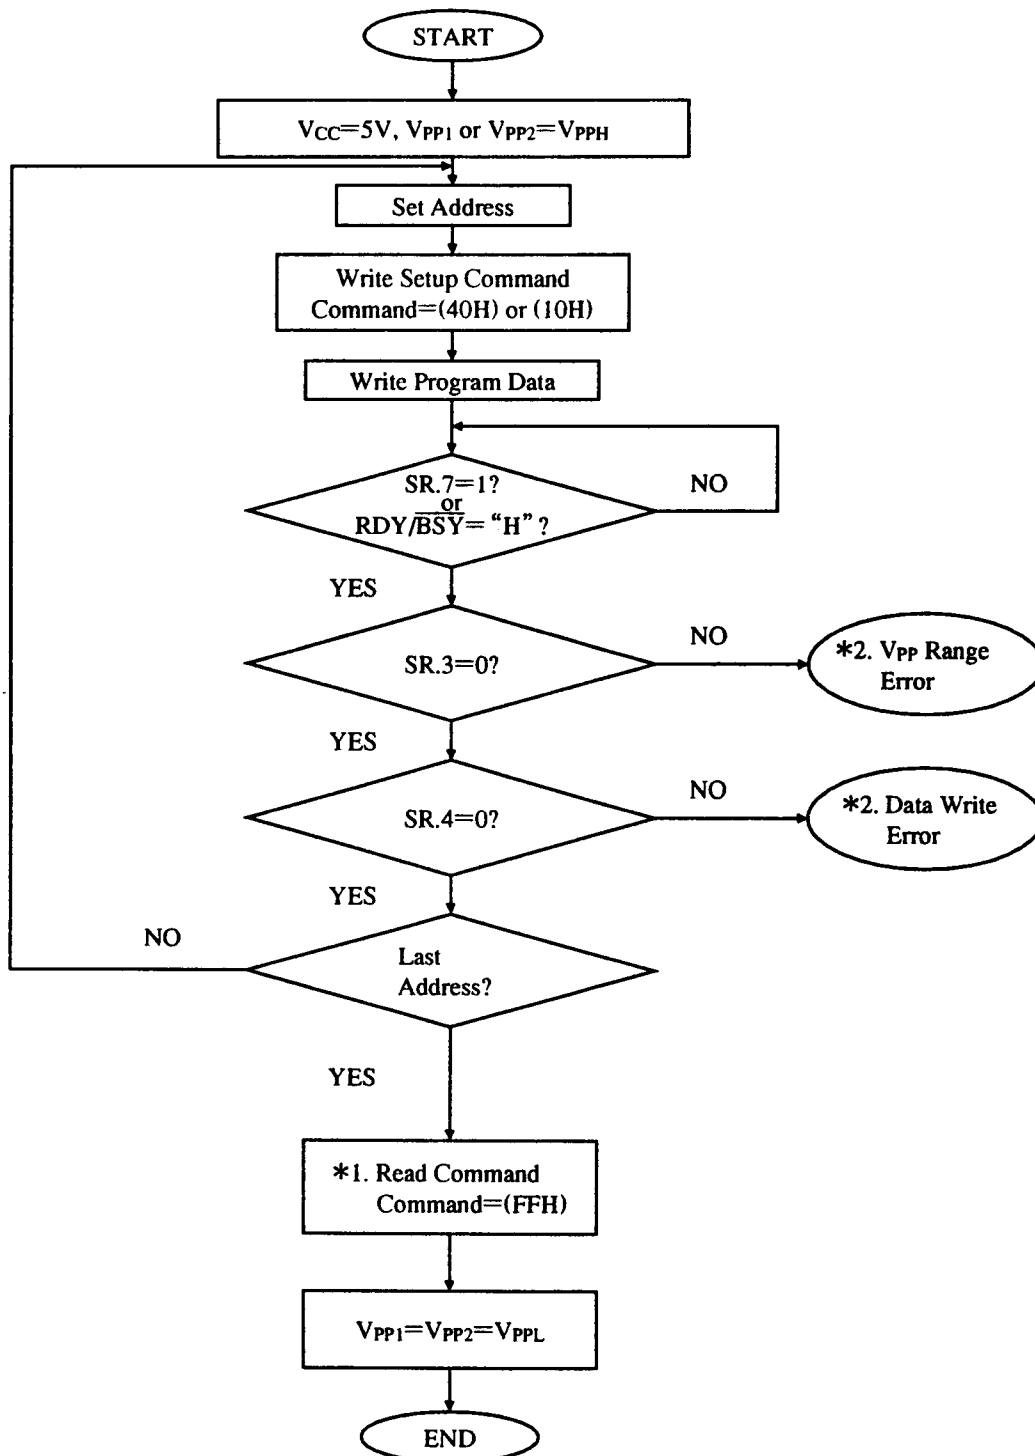 START
VCC=5V, VPP1 or VPP2=VPPH
Set Address
Write Setup Command
Command=(40H) or (10H)
Write Program Data
SR.7=1?
or
RDY/B̅S̅Y̅= “H” ?
NO
YES
SR.3=0?
NO
*2. VPP Range
Error
YES
SR.4=0?
NO
*2. Data Write
Error
YES
NO
Last
Address?
YES
*1. Read Command
Command=(FFH)
VPP1=VPP2=VPPL
END